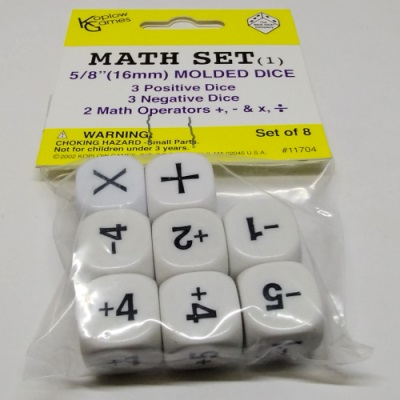 Koplow
Games
MATH SET(1)
5/8"(16mm) MOLDED DICE
3 Positive Dice
3 Negative Dice
2 Math Operators +, - & x, ÷
⚠ WARNING:
CHOKING HAZARD -Small Parts.
Not for children under 3 years.
Set of 8
#11704
× +
-4 +2 -1
+4 +4 -5